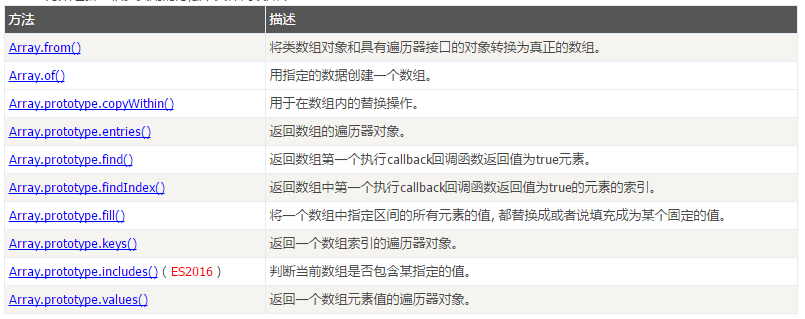 方法 描述
Array.from() 将类数组对象和具有遍历器接口的对象转换为真正的数组。
Array.of() 用指定的数据创建一个数组。
Array.prototype.copyWithin() 用于在数组内的替换操作。
Array.prototype.entries() 返回数组的遍历器对象。
Array.prototype.find() 返回数组第一个执行callback回调函数返回值为true元素。
Array.prototype.findIndex() 返回数组中第一个执行callback回调函数返回值为true的元素的索引。
Array.prototype.fill() 将一个数组中指定区间的所有元素的值, 都替换成或者说填充成为某个固定的值。
Array.prototype.keys() 返回一个数组索引的遍历器对象。
Array.prototype.includes() ( ES2016 ) 判断当前数组是否包含某指定的值。
Array.prototype.values() 返回一个数组元素值的遍历器对象。